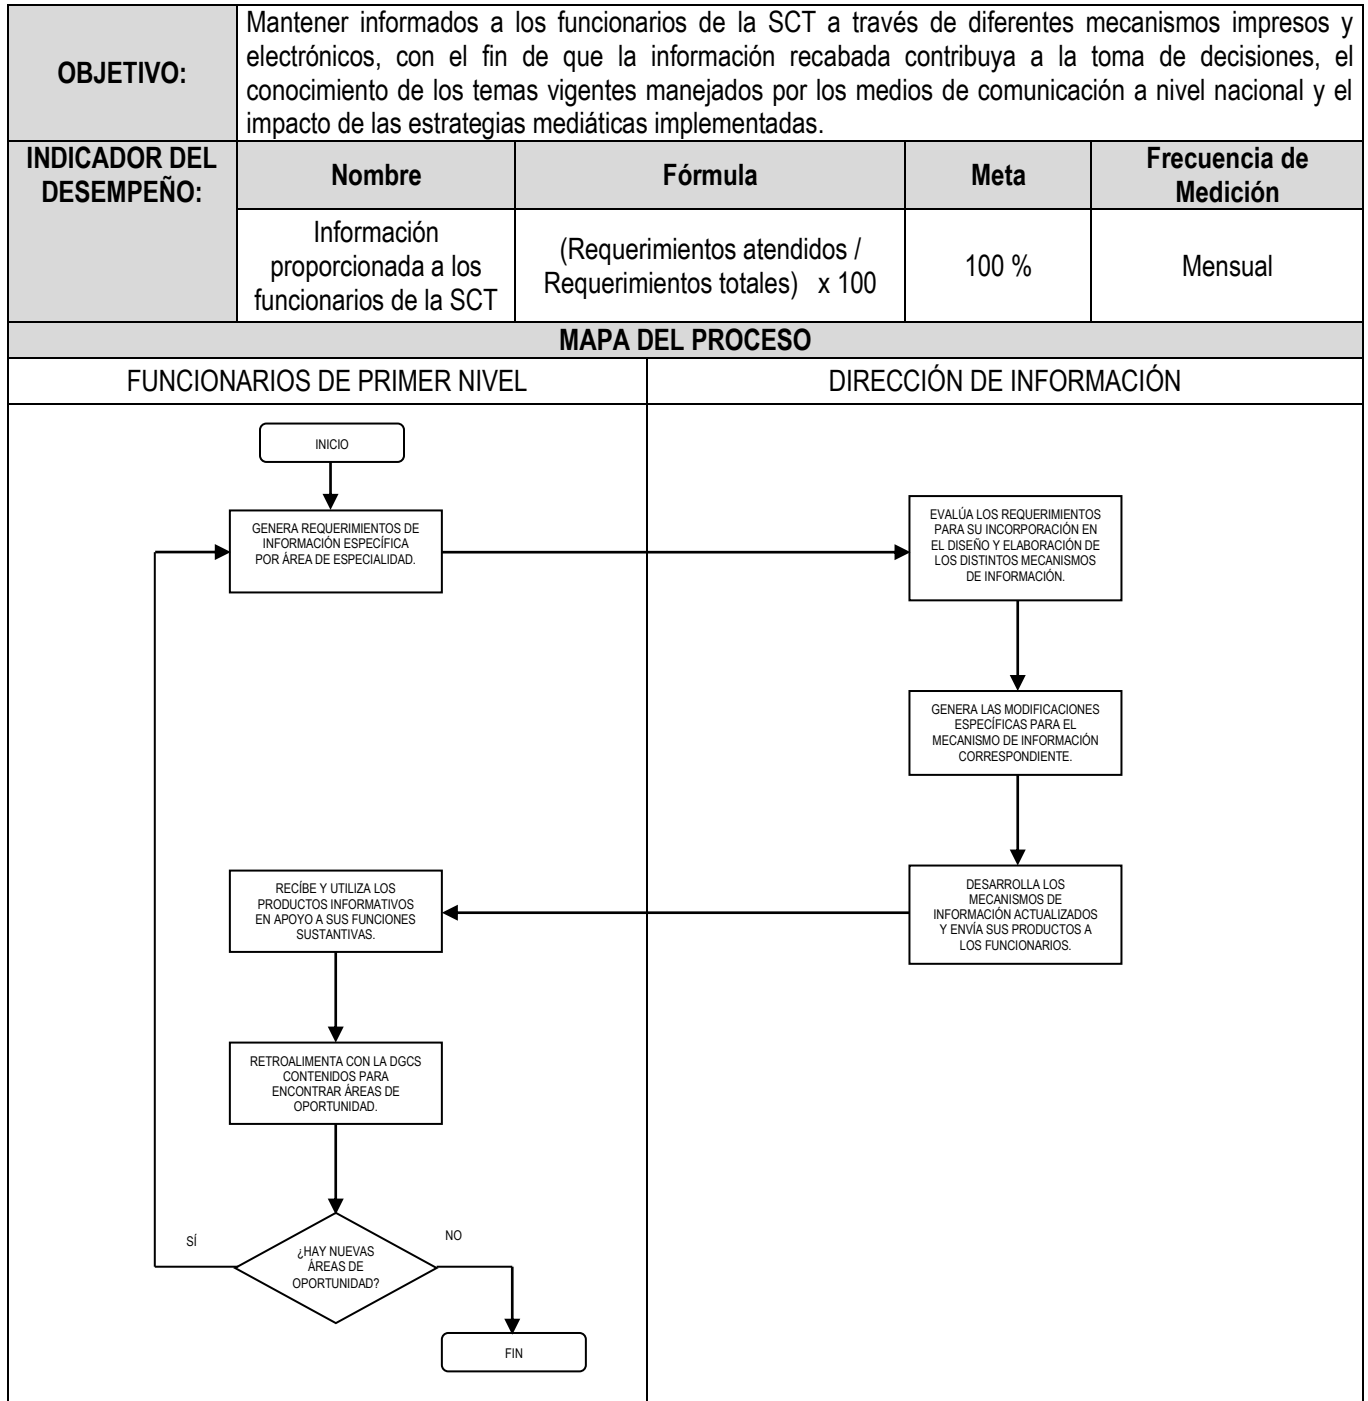 OBJETIVO:
Mantener informados a los funcionarios de la SCT a través de diferentes mecanismos impresos y
electrónicos, con el fin de que la información recabada contribuya a la toma de decisiones, el
conocimiento de los temas vigentes manejados por los medios de comunicación a nivel nacional y el
impacto de las estrategias mediáticas implementadas.
INDICADOR DEL
DESEMPEÑO:
Nombre
Fórmula
Meta
Frecuencia de
Medición
Información
proporcionada a los
funcionarios de la SCT
(Requerimientos atendidos /
Requerimientos totales) x 100
100 %
Mensual
MAPA DEL PROCESO
FUNCIONARIOS DE PRIMER NIVEL
DIRECCIÓN DE INFORMACIÓN
INICIO
GENERA REQUERIMIENTOS DE
INFORMACIÓN ESPECÍFICA
POR ÁREA DE ESPECIALIDAD.
EVALÚA LOS REQUERIMIENTOS
PARA SU INCORPORACIÓN EN
EL DISEÑO Y ELABORACIÓN DE
LOS DISTINTOS MECANISMOS
DE INFORMACIÓN.
GENERA LAS MODIFICACIONES
ESPECÍFICAS PARA EL
MECANISMO DE INFORMACIÓN
CORRESPONDIENTE.
DESARROLLA LOS
MECANISMOS DE
INFORMACIÓN ACTUALIZADOS
Y ENVÍA SUS PRODUCTOS A
LOS FUNCIONARIOS.
RECÍBE Y UTILIZA LOS
PRODUCTOS INFORMATIVOS
EN APOYO A SUS FUNCIONES
SUSTANTIVAS.
RETROALIMENTA CON LA DGCS
CONTENIDOS PARA
ENCONTRAR ÁREAS DE
OPORTUNIDAD.
SÍ
NO
¿HAY NUEVAS
ÁREAS DE
OPORTUNIDAD?
FIN